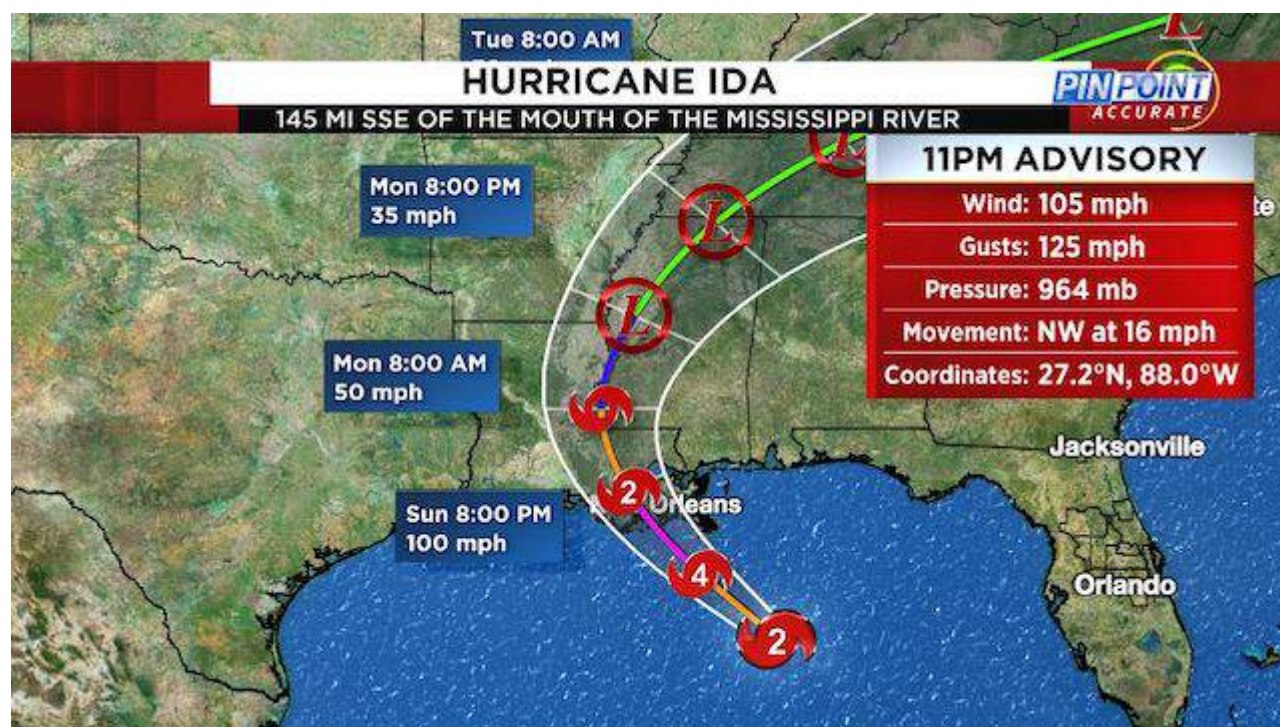 Tue 8:00 AM
HURRICANE IDA
145 MI SSE OF THE MOUTH OF THE MISSISSIPPI RIVER
PINPOINT
ACCURATE
11PM ADVISORY
Wind: 105 mph
Gusts: 125 mph
Pressure: 964 mb
Movement: NW at 16 mph
Coordinates: 27.2°N, 88.0°W
Mon 8:00 PM
35 mph
Mon 8:00 AM
50 mph
Sun 8:00 PM
100 mph
L
L
L
L
2
Orleans
4
2
Jacksonville
Orlando